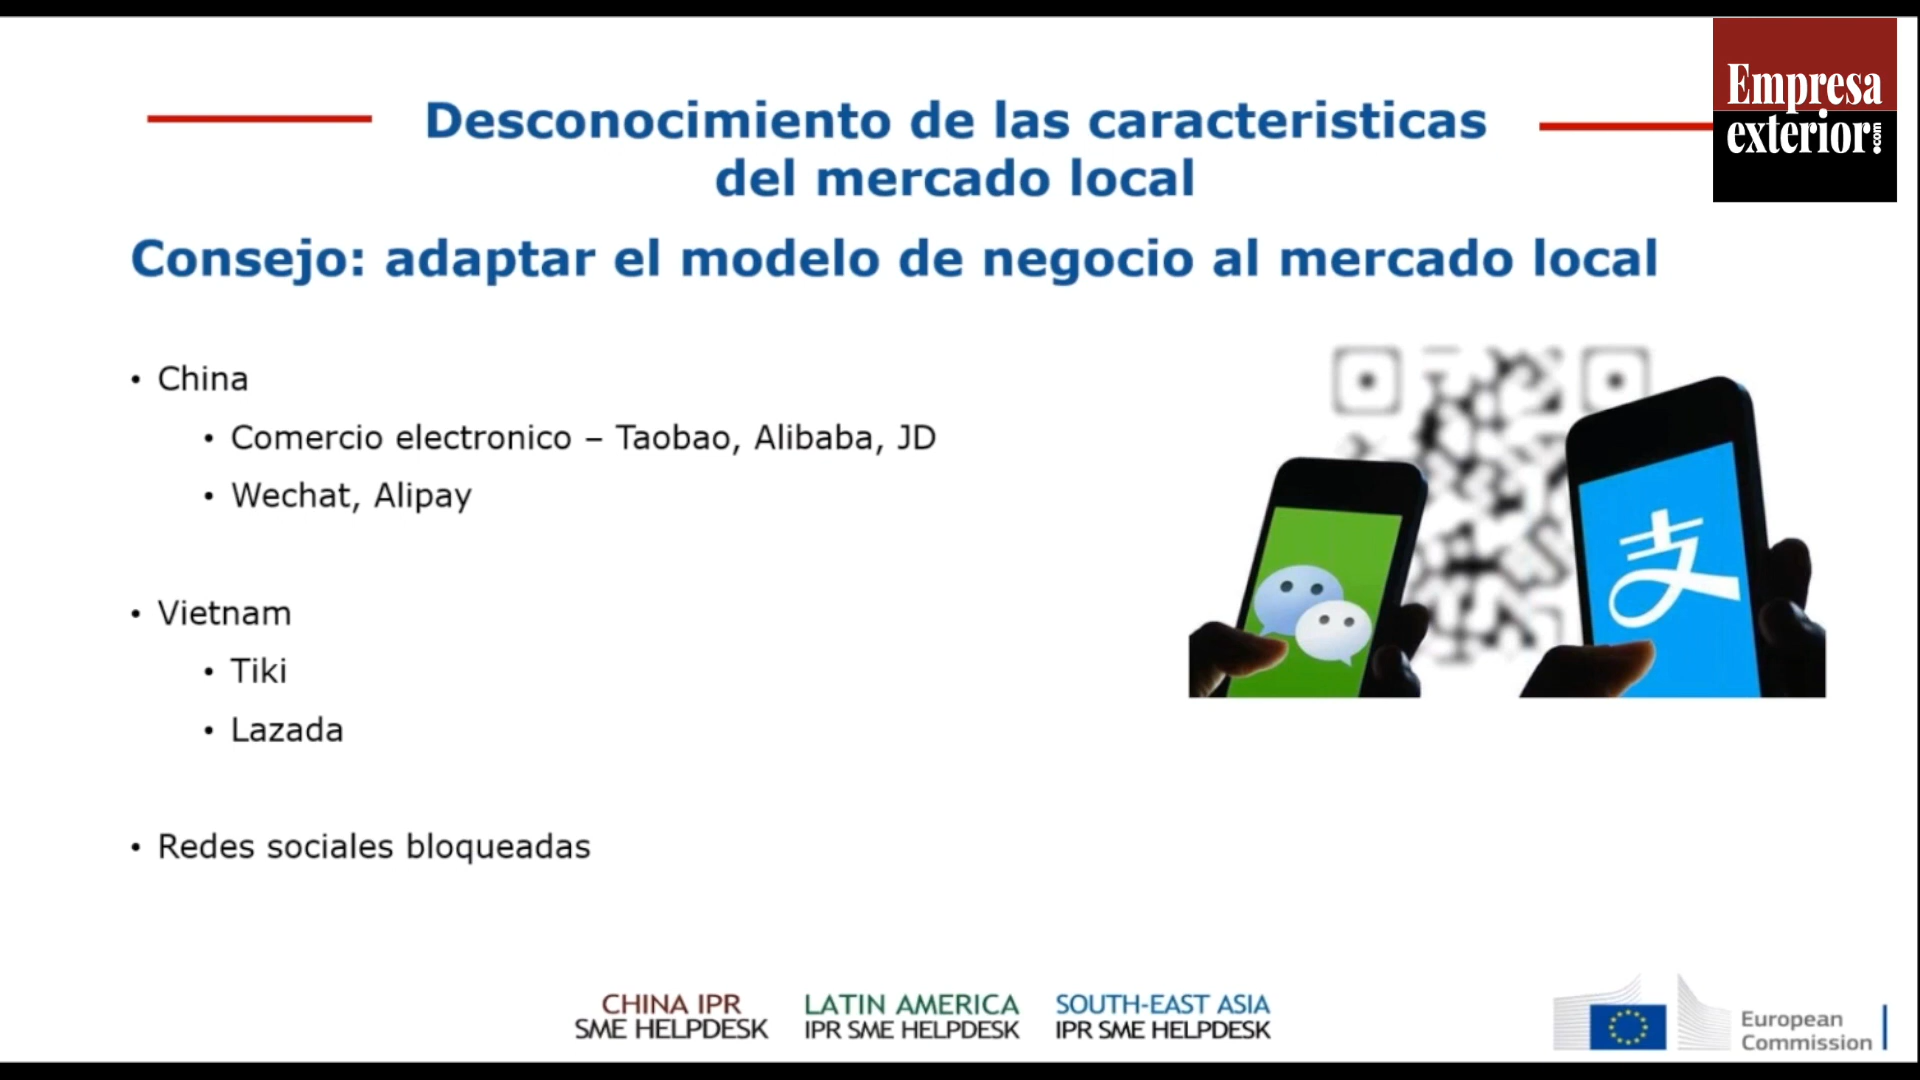 Empresa
exterior.com
Desconocimiento de las caracteristicas
del mercado local
Consejo: adaptar el modelo de negocio al mercado local
• China
• Comercio electronico – Taobao, Alibaba, JD
• Wechat, Alipay
• Vietnam
• Tiki
• Lazada
• Redes sociales bloqueadas
支
CHINA IPR
SME HELPDESK
LATIN AMERICA
IPR SME HELPDESK
SOUTH-EAST ASIA
IPR SME HELPDESK
European
Commission